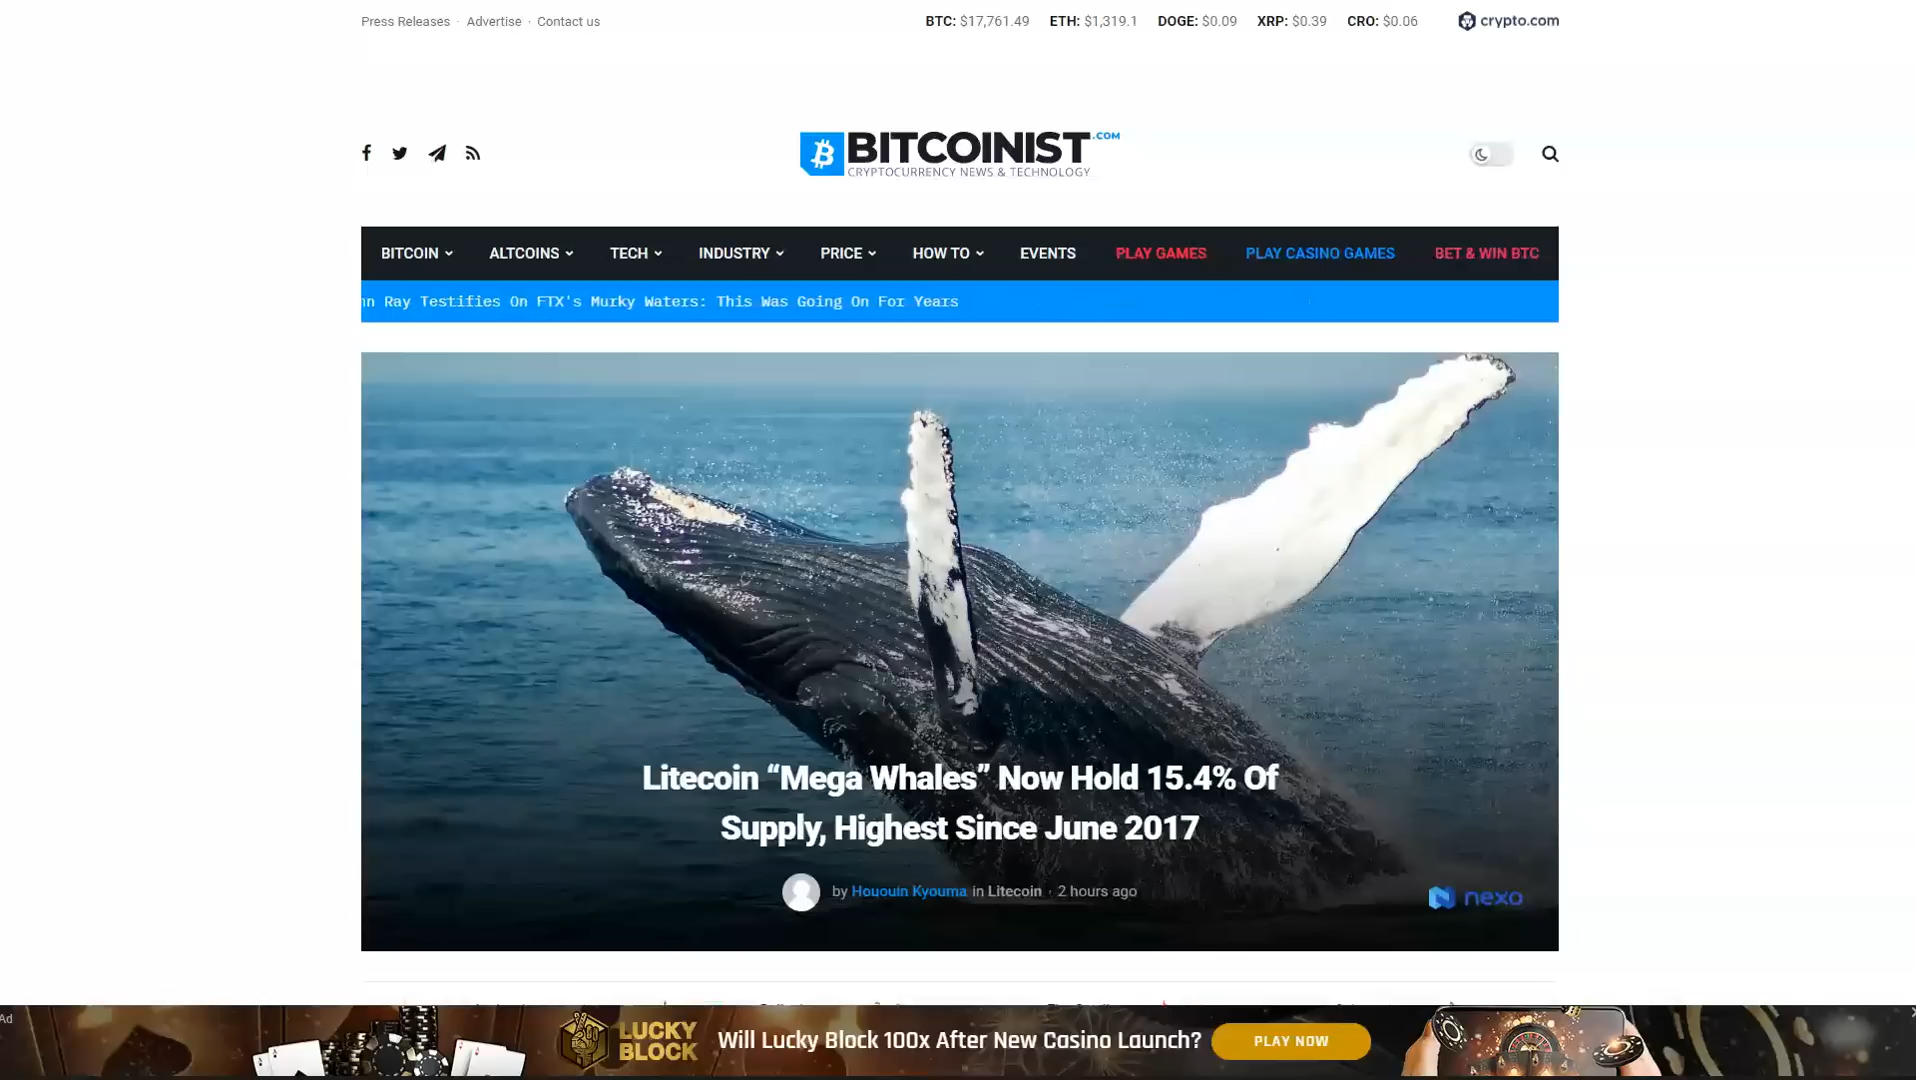 Press Releases · Advertise · Contact us
BTC: $17,761.49 ETH: $1,319.1 DOGE: $0.09 XRP: $0.39 CRO: $0.06 crypto.com
BITCOINIST.COM
CRYPTOCURRENCY NEWS & TECHNOLOGY
BITCOIN ALTCOINS TECH INDUSTRY PRICE HOW TO EVENTS PLAY GAMES PLAY CASINO GAMES BET & WIN BTC
Ray Testifies On FTX's Murky Waters: This Was Going On For Years
Litecoin “Mega Whales” Now Hold 15.4% Of
Supply, Highest Since June 2017
by Hououin Kyouma in Litecoin · 2 hours ago
nexo
Ad
LUCKY
BLOCK
Will Lucky Block 100x After New Casino Launch?
PLAY NOW